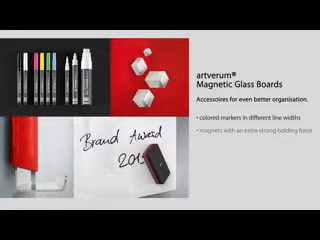 artverum®
Magnetic Glass Boards
Accessoires for even better organisation.
• colored markers in different line widths
• magnets with an extra-strong holding force
Brand Award
2013